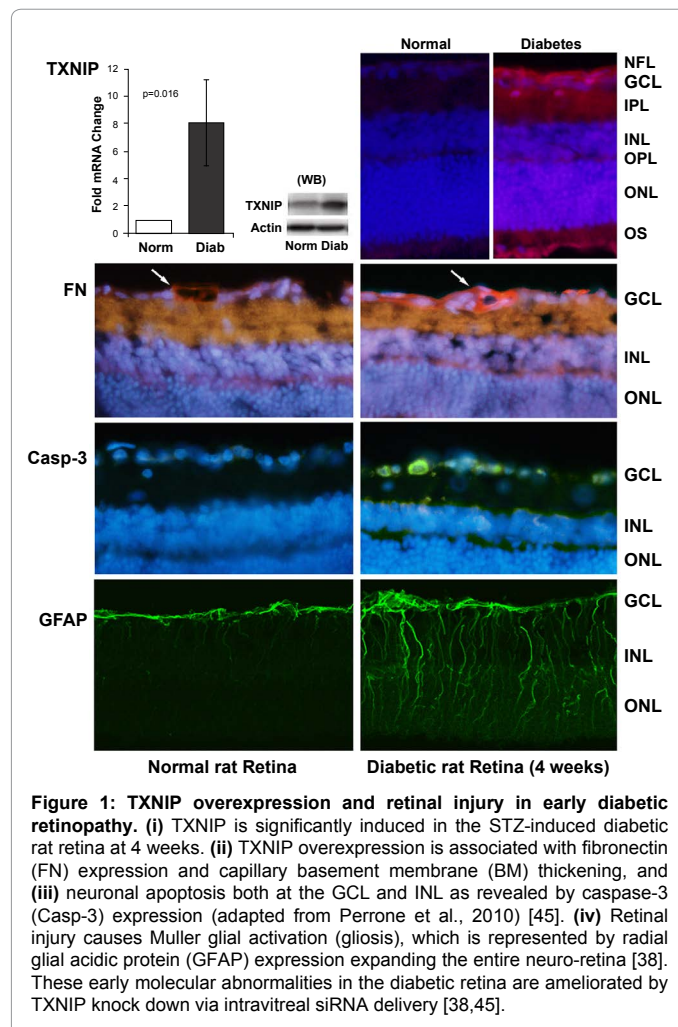 TXNIP
Fold mRNA Change
12
10
8
6
4
2
0
p=0.016
Norm Diab
(WB)
TXNIP
Actin
Norm Diab
Normal Diabetes
NFL
GCL
IPL
INL
OPL
ONL
OS
FN
GCL
INL
ONL
Casp-3
GCL
INL
ONL
GFAP
GCL
INL
ONL
Normal rat Retina Diabetic rat Retina (4 weeks)
Figure 1: TXNIP overexpression and retinal injury in early diabetic
retinopathy. (i) TXNIP is significantly induced in the STZ-induced diabetic
rat retina at 4 weeks. (ii) TXNIP overexpression is associated with fibronectin
(FN) expression and capillary basement membrane (BM) thickening, and
(iii) neuronal apoptosis both at the GCL and INL as revealed by caspase-3
(Casp-3) expression (adapted from Perrone et al., 2010) [45]. (iv) Retinal
injury causes Muller glial activation (gliosis), which is represented by radial
glial acidic protein (GFAP) expression expanding the entire neuro-retina [38].
These early molecular abnormalities in the diabetic retina are ameliorated by
TXNIP knock down via intravitreal siRNA delivery [38,45].